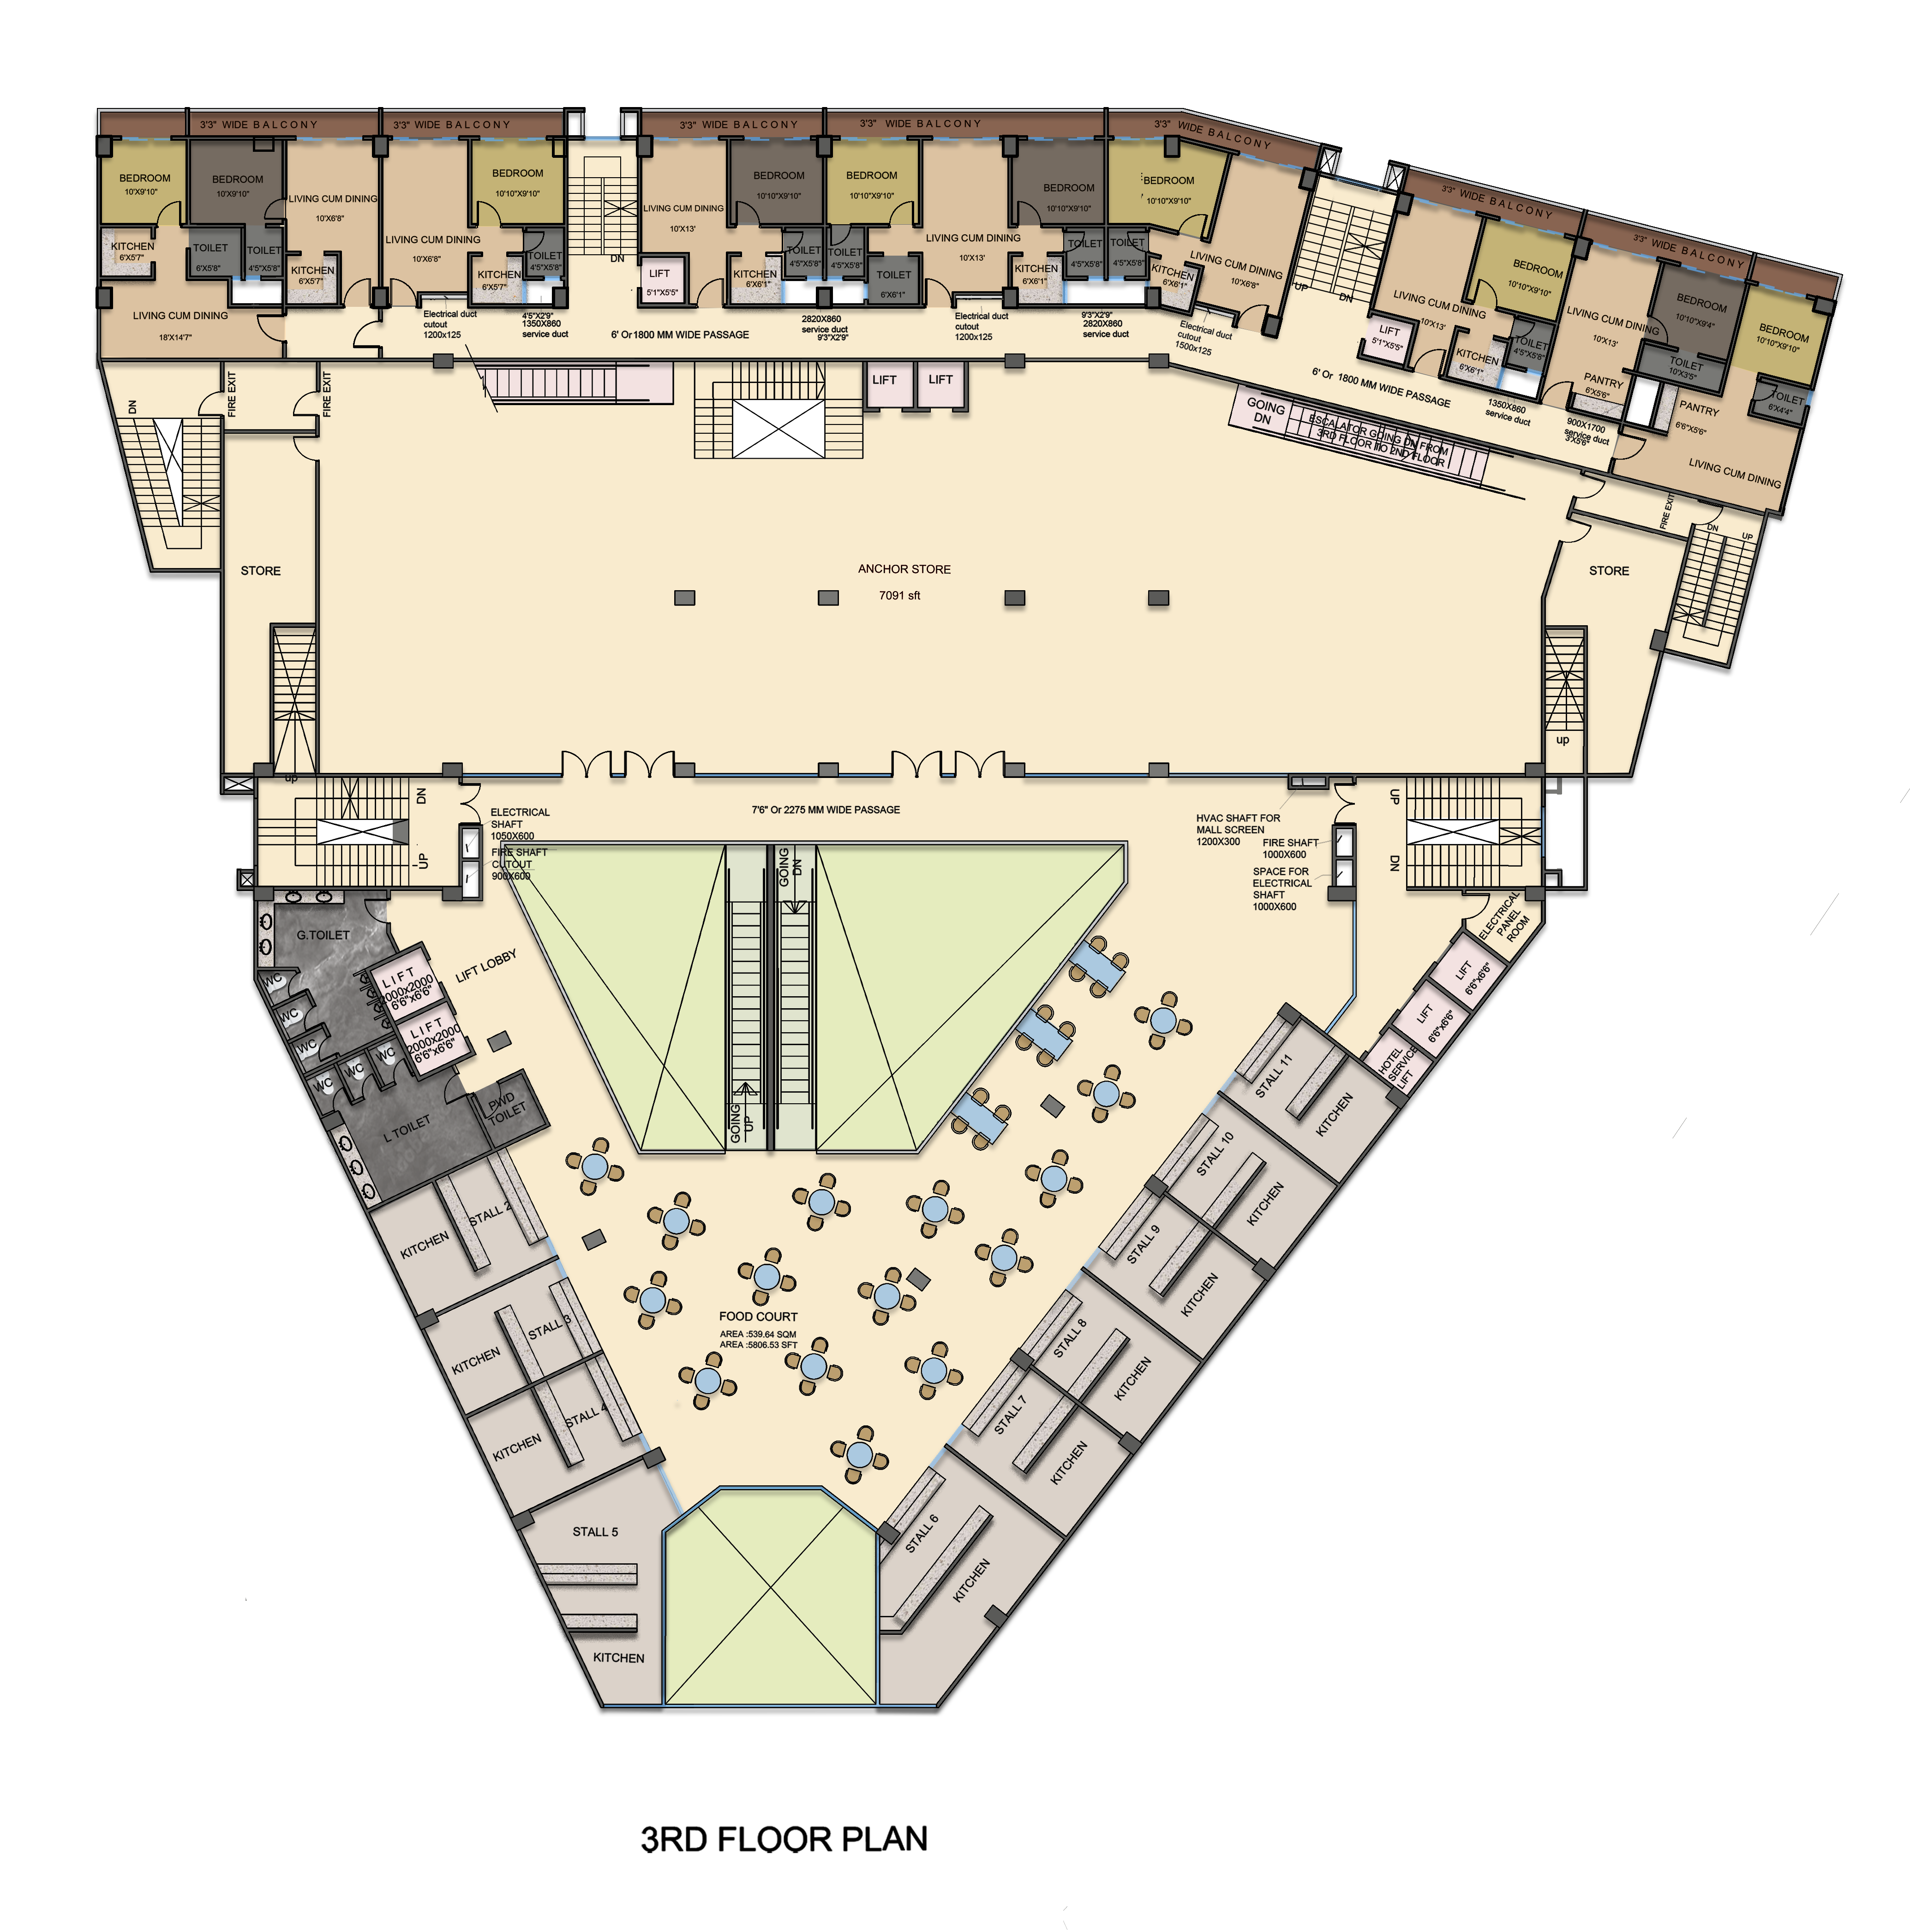 3'3" WIDE BALCONY
3'3" WIDE BALCONY
3'3" WIDE BALCONY
3'3" WIDE BALCONY
3'3" WIDE BALCONY
3'3" WIDE BALCONY
3'3" WIDE BALCONY
BEDROOM
10'X9'10"
BEDROOM
10'X9'10"
LIVING CUM DINING
10'X6'8"
KITCHEN
6'X5'7"
TOILET
6'X5'8"
TOILET
4'5"X5'8"
KITCHEN
6'X5'7"
LIVING CUM DINING
18'X14'7"
BEDROOM
10'10"X9'10"
LIVING CUM DINING
10'X6'8"
KITCHEN
6'X5'7"
TOILET
4'5"X5'8"
DN
LIFT
5'1"X5'5"
LIVING CUM DINING
10'X13'
BEDROOM
10'10"X9'10"
KITCHEN
6'X6'1"
TOILET
4'5"X5'8"
BEDROOM
10'10"X9'10"
TOILET
4'5"X5'8"
TOILET
6'X6'1"
LIVING CUM DINING
10'X13'
BEDROOM
10'10"X9'10"
KITCHEN
6'X6'1"
TOILET
4'5"X5'8"
BEDROOM
10'10"X9'10"
TOILET
4'5"X5'8"
KITCHEN
6'X6'1"
LIVING CUM DINING
10'X6'8"
UP
DN
LIFT
5'1"X5'5"
LIVING CUM DINING
10'X13'
BEDROOM
10'10"X9'10"
KITCHEN
6'X6'1"
TOILET
4'5"X5'8"
LIVING CUM DINING
10'X13'
BEDROOM
10'10"X9'4"
TOILET
10'X3'5"
PANTRY
6'X5'6"
BEDROOM
10'10"X9'10"
TOILET
6'X4'4"
PANTRY
6'6"X5'6"
LIVING CUM DINING
Electrical duct
cutout
1200x125
4'5"X2'9"
1350X860
service duct
6' Or1800 MM WIDE PASSAGE
2820X860
service duct
9'3"X2'9"
Electrical duct
cutout
1200x125
9'3"X2'9"
2820X860
service duct
Electrical duct
cutout
1500x125
6' Or 1800 MM WIDE PASSAGE
1350X860
service duct
900X1700
service duct
3'X5'6"
DN
FIRE EXIT
FIRE EXIT
LIFT
LIFT
GOING
DN
ESCALATOR GOING DN FROM
3RD FLOOR TO 2ND FLOOR
FIRE EXIT
DN
UP
STORE
ANCHOR STORE
7091 sft
STORE
up
up
DN
UP
ELECTRICAL
SHAFT
1050X600
FIRE SHAFT
CUTOUT
900X600
7'6" Or 2275 MM WIDE PASSAGE
HVAC SHAFT FOR
MALL SCREEN
1200X300
FIRE SHAFT
1000X600
SPACE FOR
ELECTRICAL
SHAFT
1000X600
UP
DN
GOING
DN
GOING
UP
G.TOILET
LIFT LOBBY
LIFT
2000x2000
6'6"x6'6"
LIFT
2000x2000
6'6"x6'6"
WC
WC
WC
WC
WC
WC
L TOILET
PWD
TOILET
ELECTRICAL
PANEL
ROOM
LIFT
6'6"x6'6"
LIFT
6'6"x6'6"
HOTEL
SERVICE
LIFT
STALL 11
KITCHEN
STALL 10
KITCHEN
STALL 9
KITCHEN
STALL 8
KITCHEN
STALL 7
KITCHEN
STALL 6
KITCHEN
STALL 2
KITCHEN
STALL 3
KITCHEN
STALL 4
KITCHEN
STALL 5
KITCHEN
FOOD COURT
AREA :539.64 SQM
AREA :5806.53 SFT
3RD FLOOR PLAN